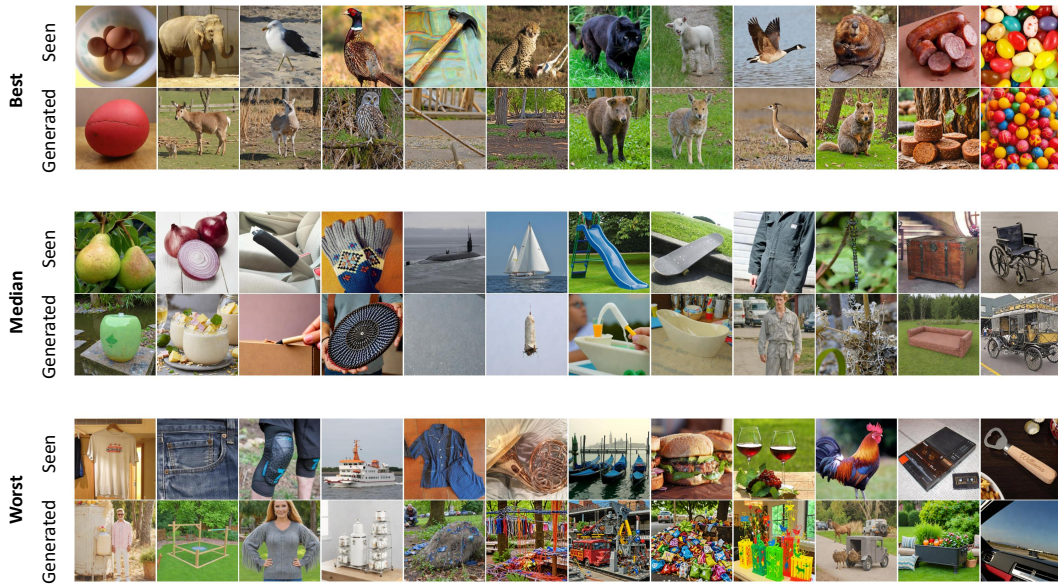 Best
Seen
Generated
Median
Seen
Generated
Worst
Seen
Generated